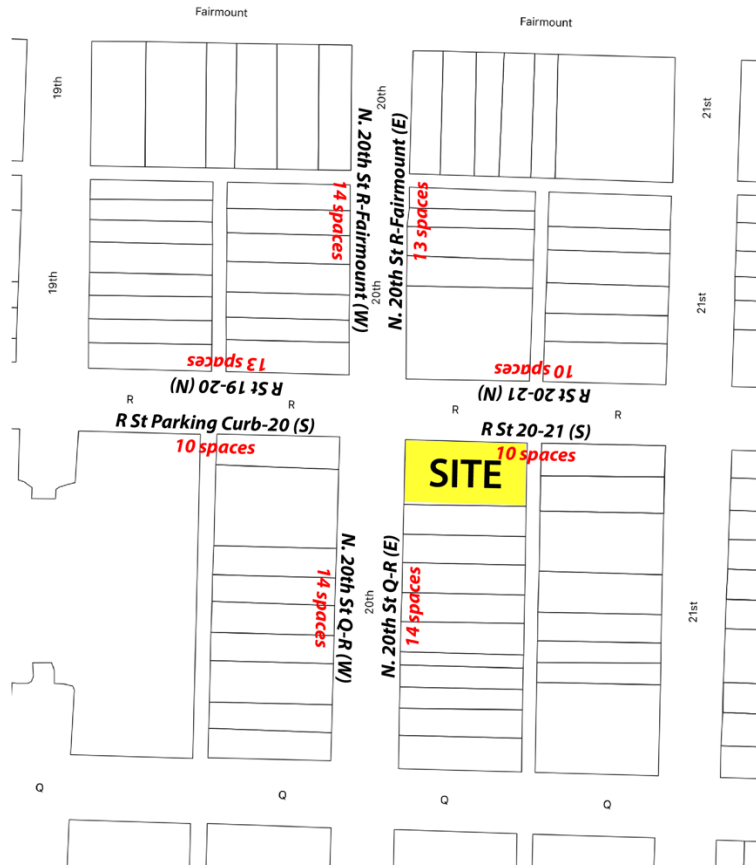 Fairmount
Fairmount
19th
20th
21st
N. 20th St R-Fairmount (W)
14 spaces
N. 20th St R-Fairmount (E)
13 spaces
19th
20th
21st
13 spaces
R St 19-20 (N)
10 spaces
R St 20-21 (N)
R
R
R
R
R St Parking Curb-20 (S)
10 spaces
R St 20-21 (S)
10 spaces
SITE
N. 20th St Q-R (W)
14 spaces
N. 20th St Q-R (E)
14 spaces
20th
21st
Q
Q
Q
Q